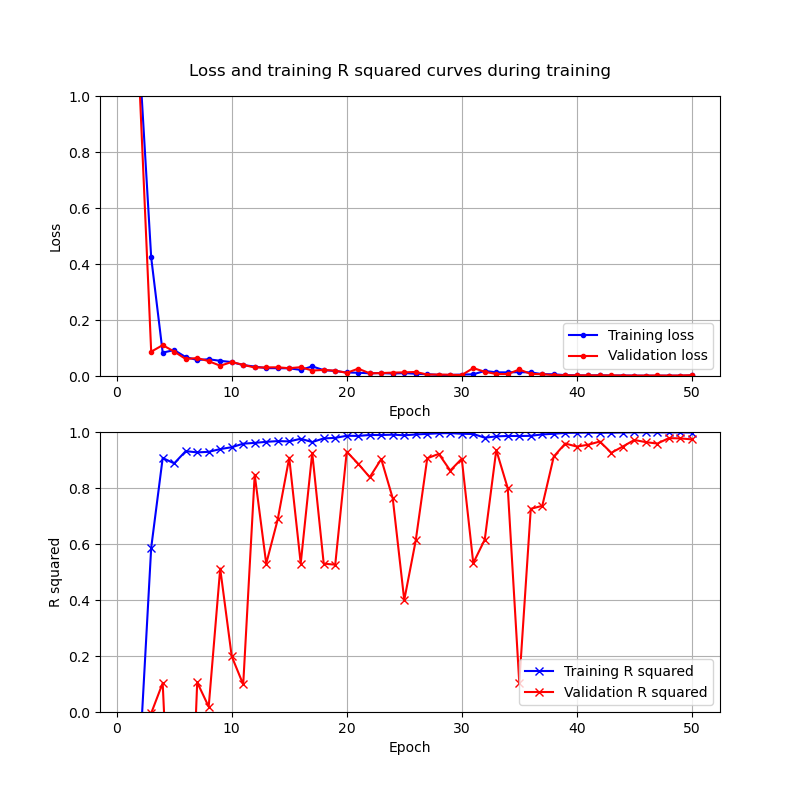 Loss and training R squared curves during training
1.0
0.8
0.6
0.4
0.2
0.0
Loss
Training loss
Validation loss
0 10 20 30 40 50
Epoch
1.0
0.8
0.6
0.4
0.2
0.0
R squared
Training R squared
Validation R squared
0 10 20 30 40 50
Epoch